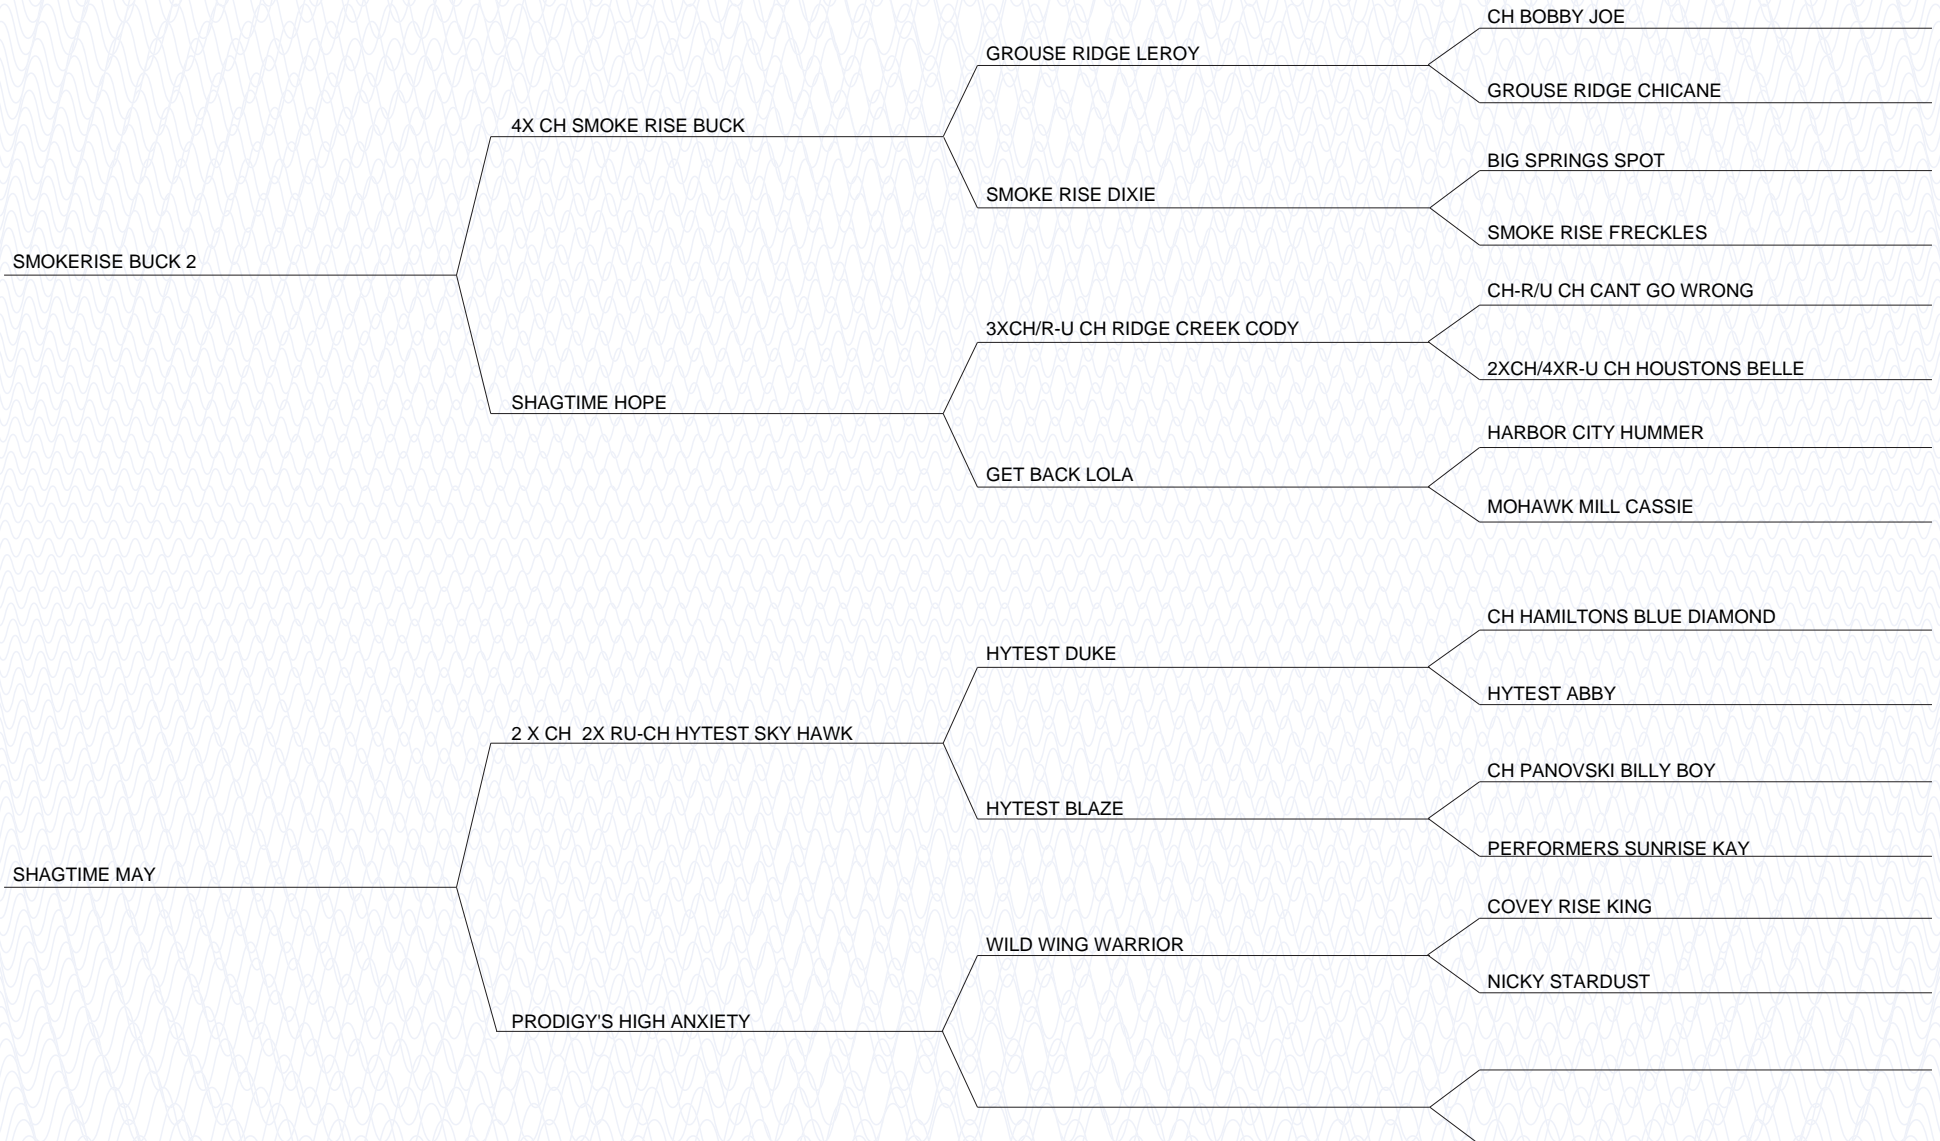 CH BOBBY JOE
GROUSE RIDGE LEROY
GROUSE RIDGE CHICANE
4X CH SMOKE RISE BUCK
BIG SPRINGS SPOT
SMOKE RISE DIXIE
SMOKE RISE FRECKLES
SMOKERISE BUCK 2
CH-R/U CH CANT GO WRONG
3XCH/R-U CH RIDGE CREEK CODY
2XCH/4XR-U CH HOUSTONS BELLE
SHAGTIME HOPE
HARBOR CITY HUMMER
GET BACK LOLA
MOHAWK MILL CASSIE
CH HAMILTONS BLUE DIAMOND
HYTEST DUKE
HYTEST ABBY
2 X CH  2X RU-CH HYTEST SKY HAWK
CH PANOVSKI BILLY BOY
HYTEST BLAZE
PERFORMERS SUNRISE KAY
SHAGTIME MAY
COVEY RISE KING
WILD WING WARRIOR
NICKY STARDUST
PRODIGY'S HIGH ANXIETY